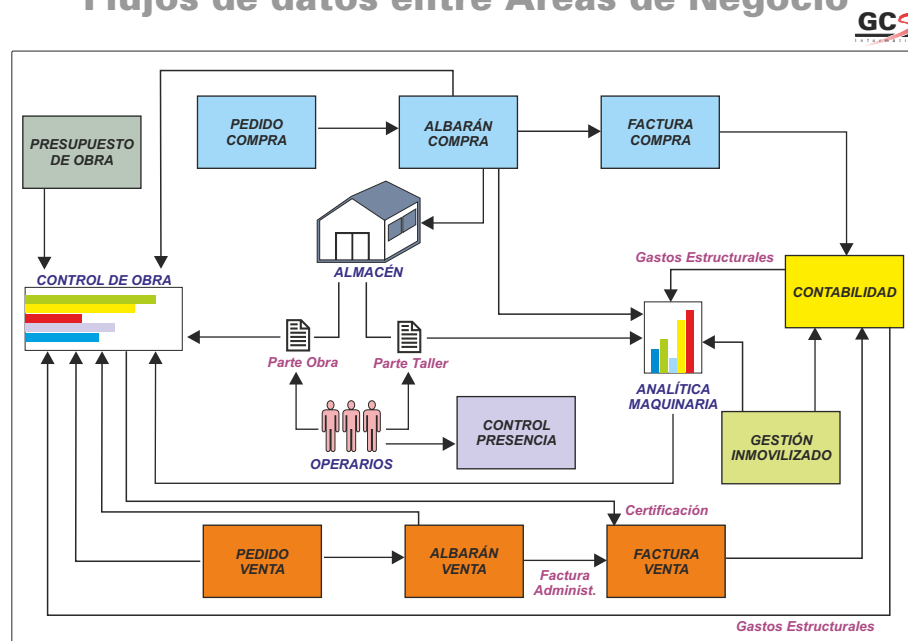 Flujos de datos entre Áreas de Negocio
GCS
PEDIDO
COMPRA
ALBARÁN
COMPRA
FACTURA
COMPRA
PRESUPUESTO
DE OBRA
ALMACÉN
Gastos Estructurales
CONTROL DE OBRA
CONTABILIDAD
Parte Obra
Parte Taller
ANALÍTICA
MAQUINARIA
CONTROL
PRESENCIA
OPERARIOS
GESTIÓN
INMOVILIZADO
Certificación
PEDIDO
VENTA
ALBARÁN
VENTA
FACTURA
VENTA
Factura
Administ.
Gastos Estructurales